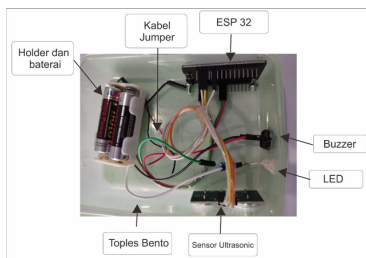 Kabel
Jumper
ESP 32
Holder dan
baterai
Buzzer
LED
Toples Bento
Sensor Ultrasonic